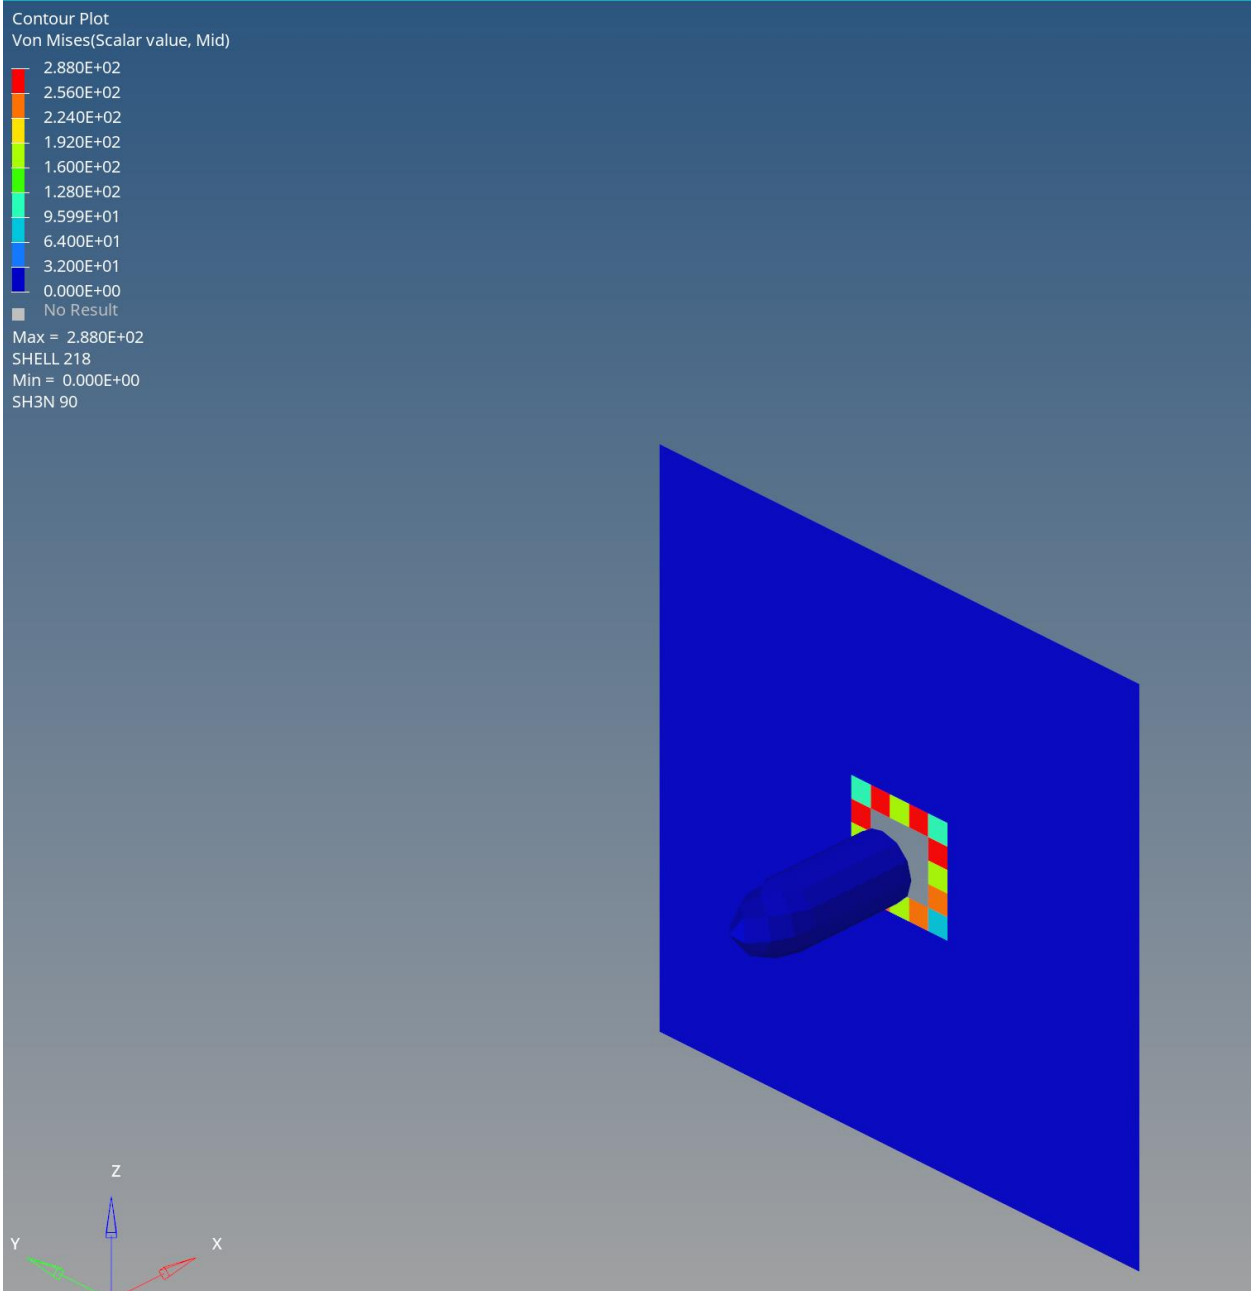 Contour Plot
Von Mises(Scalar value, Mid)
2.880E+02
2.560E+02
2.240E+02
1.920E+02
1.600E+02
1.280E+02
9.599E+01
6.400E+01
3.200E+01
0.000E+00
No Result
Max = 2.880E+02
SHELL 218
Min = 0.000E+00
SH3N 90
Z
Y
X